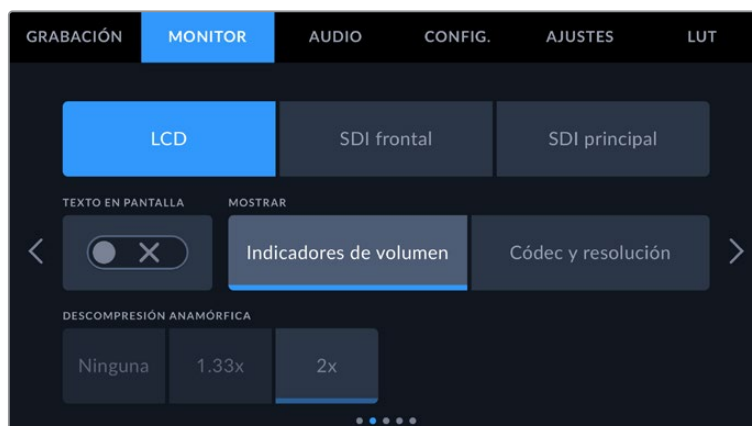 GRABACIÓN MONITOR AUDIO CONFIG. AJUSTES LUT
LCD SDI frontal SDI principal
TEXTO EN PANTALLA MOSTRAR
Indicadores de volumen Códec y resolución
DESCOMPRESIÓN ANAMÓRFICA
Ninguna 1.33x 2x